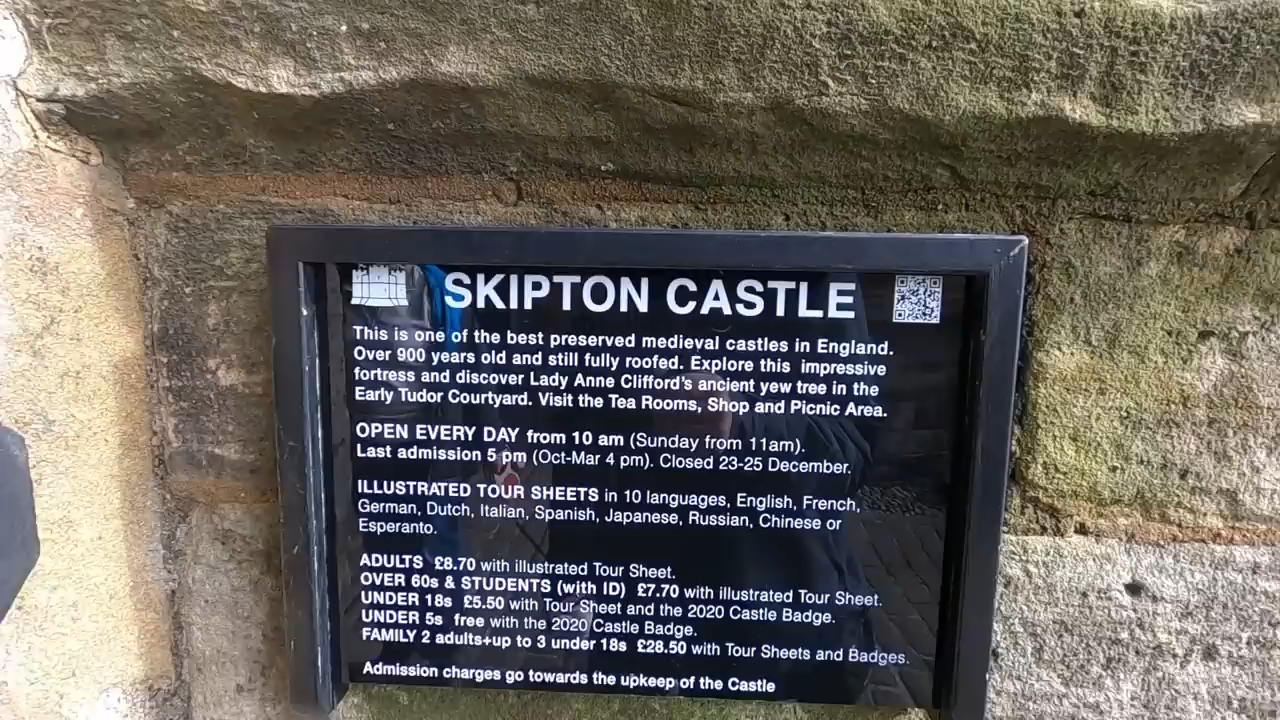 SKIPTON CASTLE
This is one of the best preserved medieval castles in England.
Over 900 years old and still fully roofed. Explore this impressive
fortress and discover Lady Anne Clifford's ancient yew tree in the
Early Tudor Courtyard. Visit the Tea Rooms, Shop and Picnic Area.
OPEN EVERY DAY from 10 am (Sunday from 11am).
Last admission 5 pm (Oct-Mar 4 pm). Closed 23-25 December.
ILLUSTRATED TOUR SHEETS in 10 languages, English, French,
German, Dutch, Italian, Spanish, Japanese, Russian, Chinese or
Esperanto.
ADULTS £8.70 with illustrated Tour Sheet.
OVER 60s & STUDENTS (with ID) £7.70 with illustrated Tour Sheet.
UNDER 18s £5.50 with Tour Sheet and the 2020 Castle Badge.
UNDER 5s free with the 2020 Castle Badge.
FAMILY 2 adults+up to 3 under 18s £28.50 with Tour Sheets and Badges.
Admission charges go towards the upkeep of the Castle